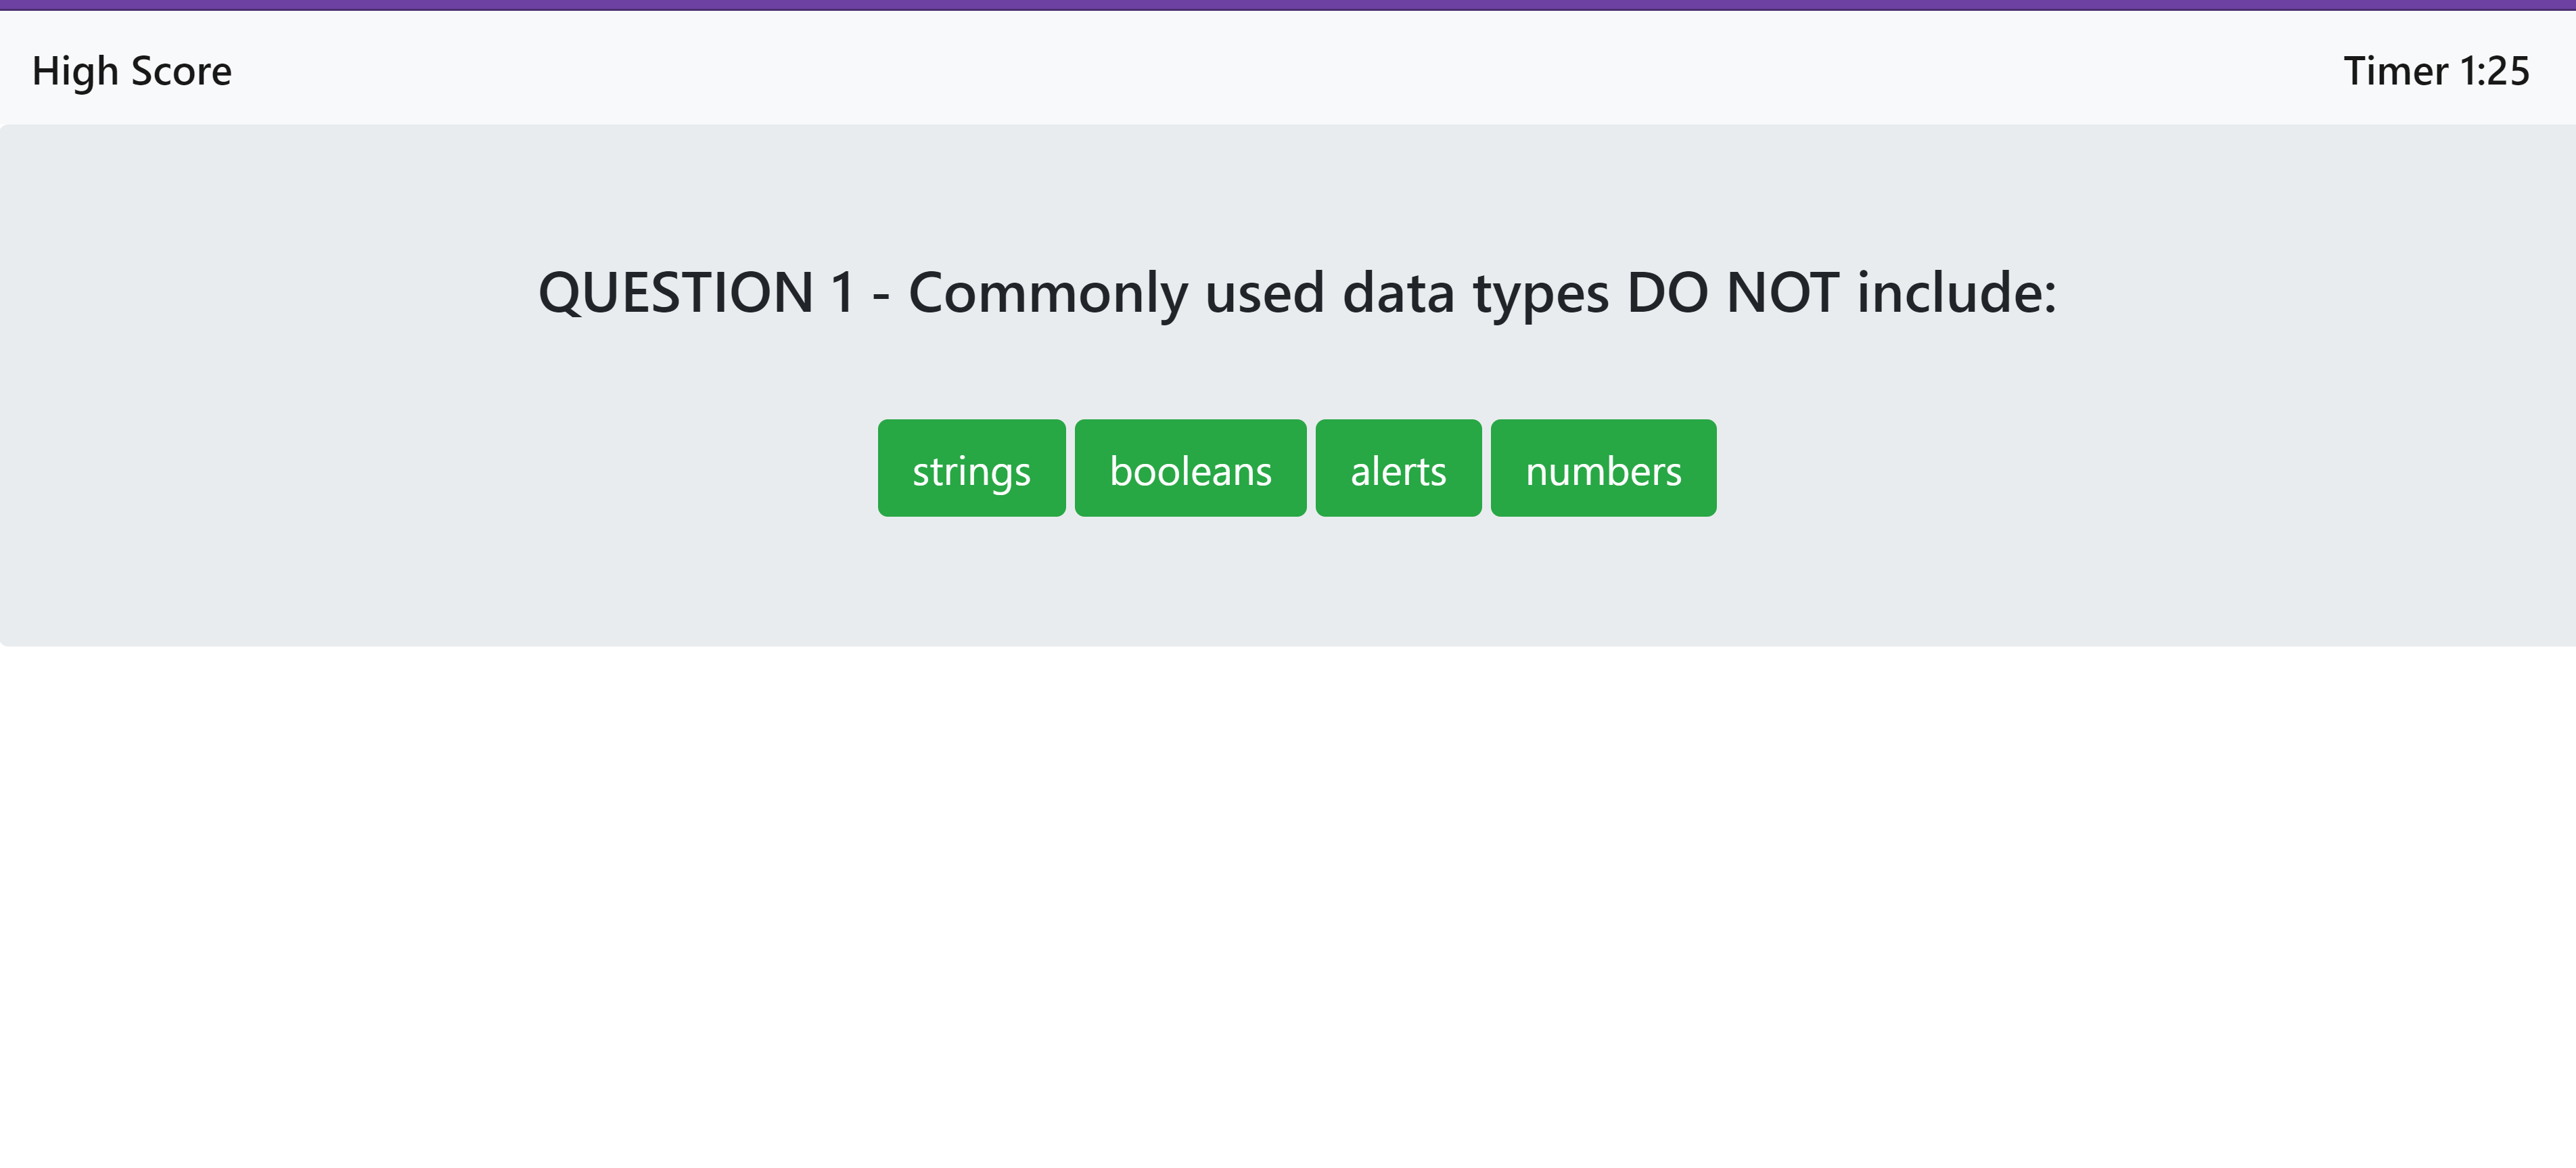 High Score
Timer 1:25
QUESTION 1 - Commonly used data types DO NOT include:
strings booleans alerts numbers